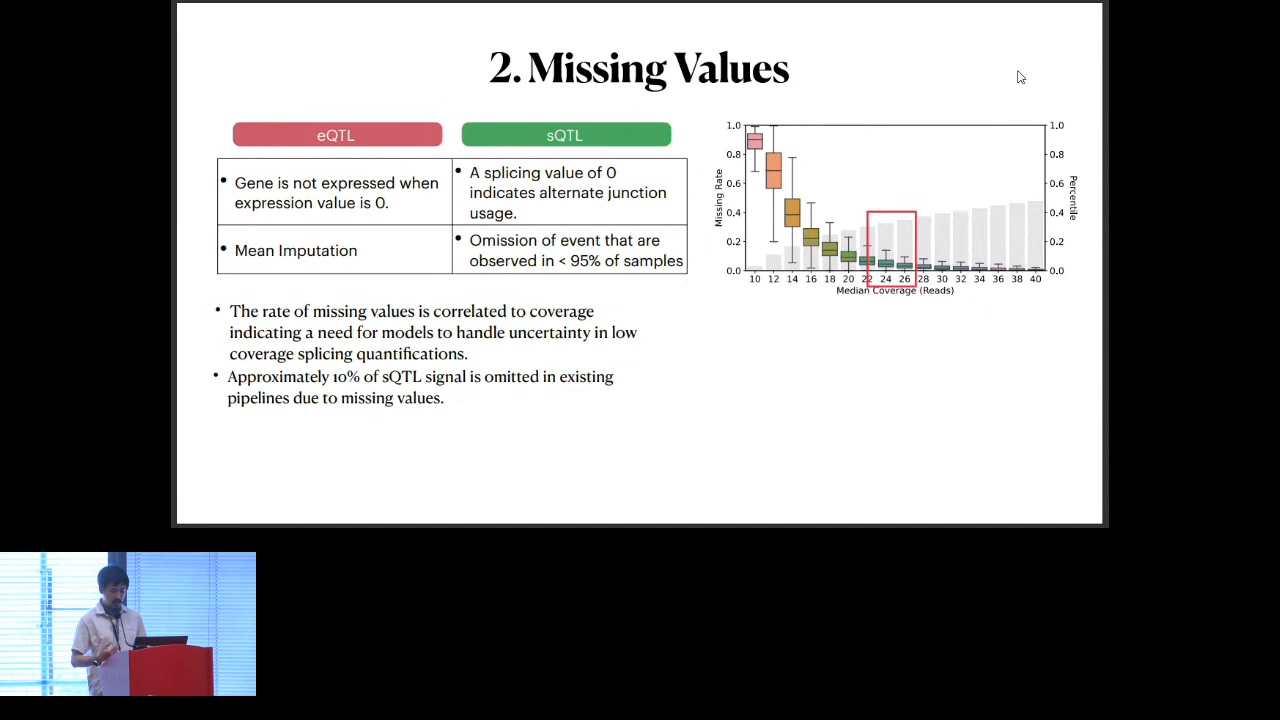 2. Missing Values
eQTL
sQTL
• Gene is not expressed when
expression value is 0.
• A splicing value of 0
indicates alternate junction
usage.
• Mean Imputation
• Omission of event that are
observed in < 95% of samples
• The rate of missing values is correlated to coverage
indicating a need for models to handle uncertainty in low
coverage splicing quantifications.
• Approximately 10% of sQTL signal is omitted in existing
pipelines due to missing values.
Missing Rate
1.0
0.8
0.6
0.4
0.2
0.0
1.0
0.8
0.6
0.4
0.2
0.0
Percentile
10 12 14 16 18 20 22 24 26 28 30 32 34 36 38 40
Median Coverage (Reads)